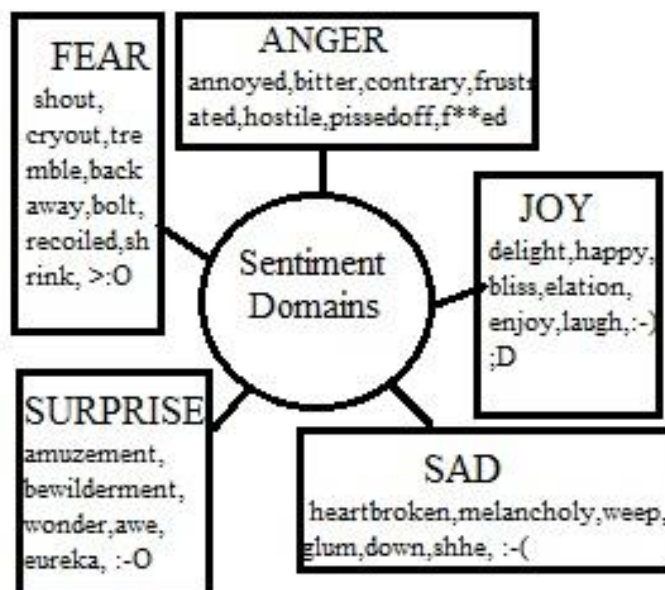 FEAR
shout,
cryout,tre
mble,back
away,bolt,
recoiled,sh
rink, >:O
ANGER
annoyed,bitter,contrary,frustr
ated,hostile,pissedoff,f**ed
Sentiment
Domains
JOY
delight,happy,
bliss,elation,
enjoy,laugh,:-)
;D
SURPRISE
amuzement,
bewilderment,
wonder,awe,
eureka, :-O
SAD
heartbroken,melancholy,weep,
glum,down,shhe, :-(